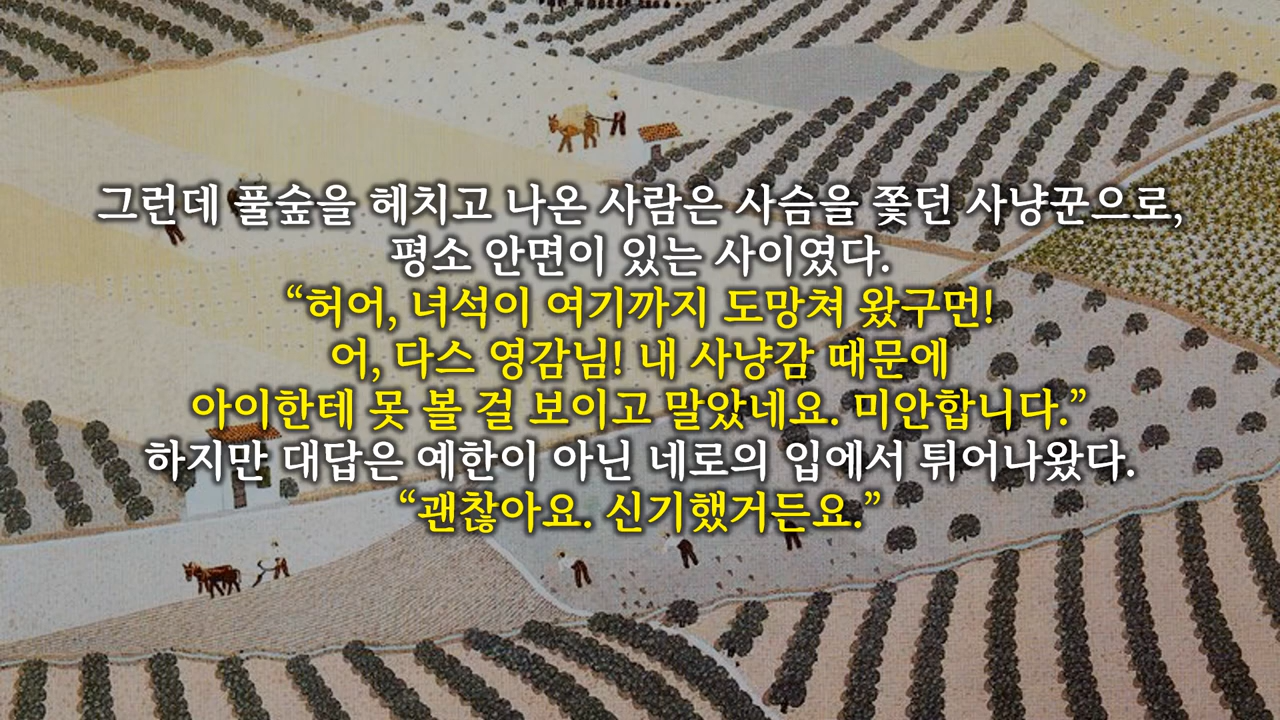 그런데 풀숲을 헤치고 나온 사람은 사슴을 쫓던 사냥꾼으로,
평소 안면이 있는 사이였다.
“허어, 녀석이 여기까지 도망쳐 왔구먼!
어, 다스 영감님! 내 사냥감 때문에
아이한테 못 볼 걸 보이고 말았네요. 미안합니다.”
하지만 대답은 예한이 아닌 네로의 입에서 튀어나왔다.
“괜찮아요. 신기했거든요.”